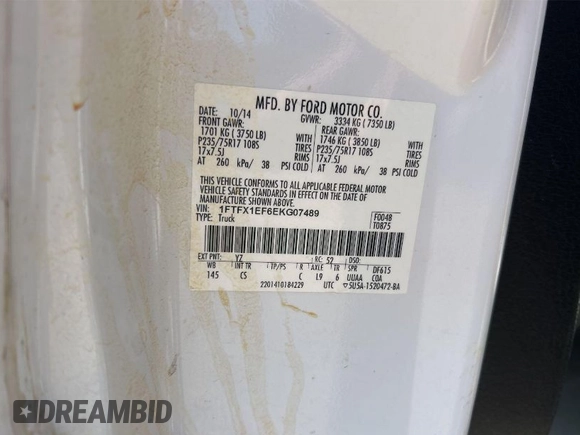 MFD. BY FORD MOTOR CO.
DATE: 10/14 GVWR: 3334 KG ( 7350 LB)
FRONT GAWR: REAR GAWR:
1701 KG ( 3750 LB) 1746 KG ( 3850 LB)
P235/75R17 108S TIRES P235/75R17 108S TIRES
17x7.5J RIMS 17x7.5J RIMS
AT 260 kPa/ 38 PSI COLD AT 260 kPa/ 38 PSI COLD
THIS VEHICLE CONFORMS TO ALL APPLICABLE FEDERAL MOTOR
VEHICLE SAFETY STANDARDS IN EFFECT ON THE DATE OF
MANUFACTURE SHOWN ABOVE.
VIN: 1FTFX1EF6EKG07489 F0048
TYPE: Truck T0875
EXT PNT: YZ RC: 52 DSO:
WB INT TR TP/PS R AXLE TR SPR DF615
145 CS C L9 6 UUAA COA
2201410184229 UTC ▽5U5A-1520472-BA
DREAMBID